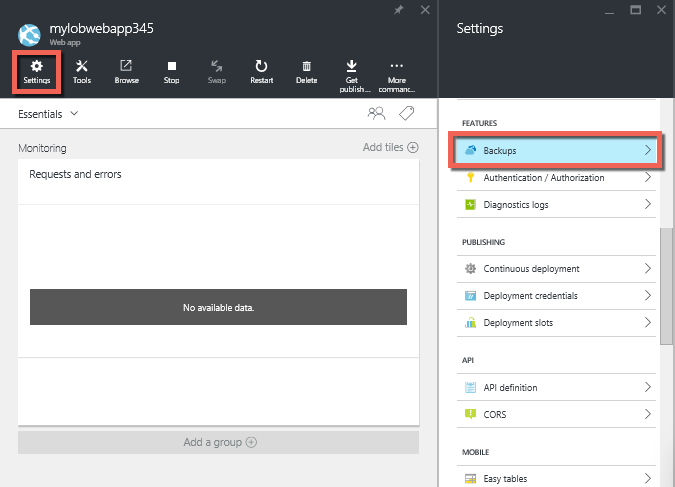 mylobwebapp345
Web app
Settings
Tools
Browse
Stop
Swap
Restart
Delete
Get publish...
More commanc...
Essentials
Monitoring
Add tiles
Requests and errors
No available data.
Add a group
Settings
FEATURES
Backups
Authentication / Authorization
Diagnostics logs
PUBLISHING
Continuous deployment
Deployment credentials
Deployment slots
API
API definition
CORS
MOBILE
Easy tables